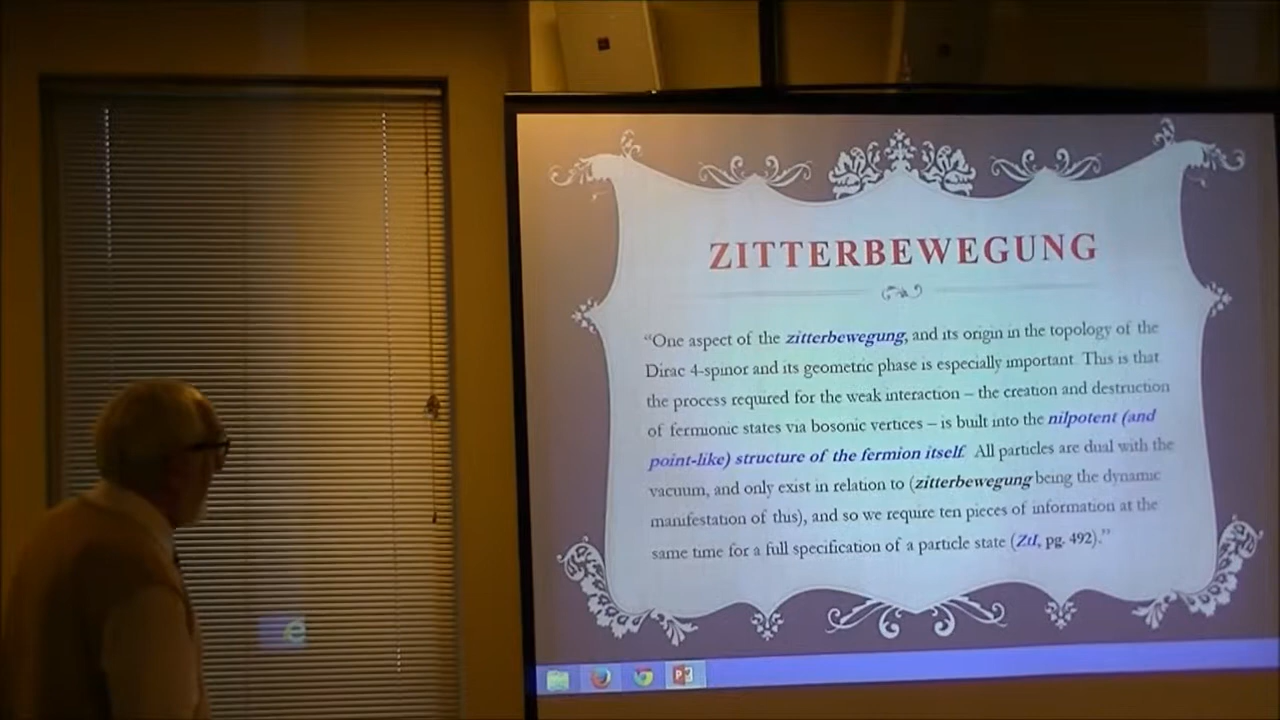 ZITTERBEWEGUNG
“One aspect of the zitterbewegung, and its origin in the topology of the
Dirac 4-spinor and its geometric phase is especially important. This is that
the process required for the weak interaction – the creation and destruction
of fermionic states via bosonic vertices – is built into the nilpotent (and
point-like) structure of the fermion itself. All particles are dual with the
vacuum, and only exist in relation to (zitterbewegung being the dynamic
manifestation of this), and so we require ten pieces of information at the
same time for a full specification of a particle state (ZtI, pg. 492).”